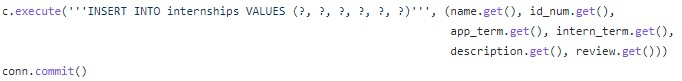 c.execute('''INSERT INTO internships VALUES (?, ?, ?, ?, ?, ?)''', (name.get(), id_num.get(),
app_term.get(), intern_term.get(),
description.get(), review.get()))
conn.commit()